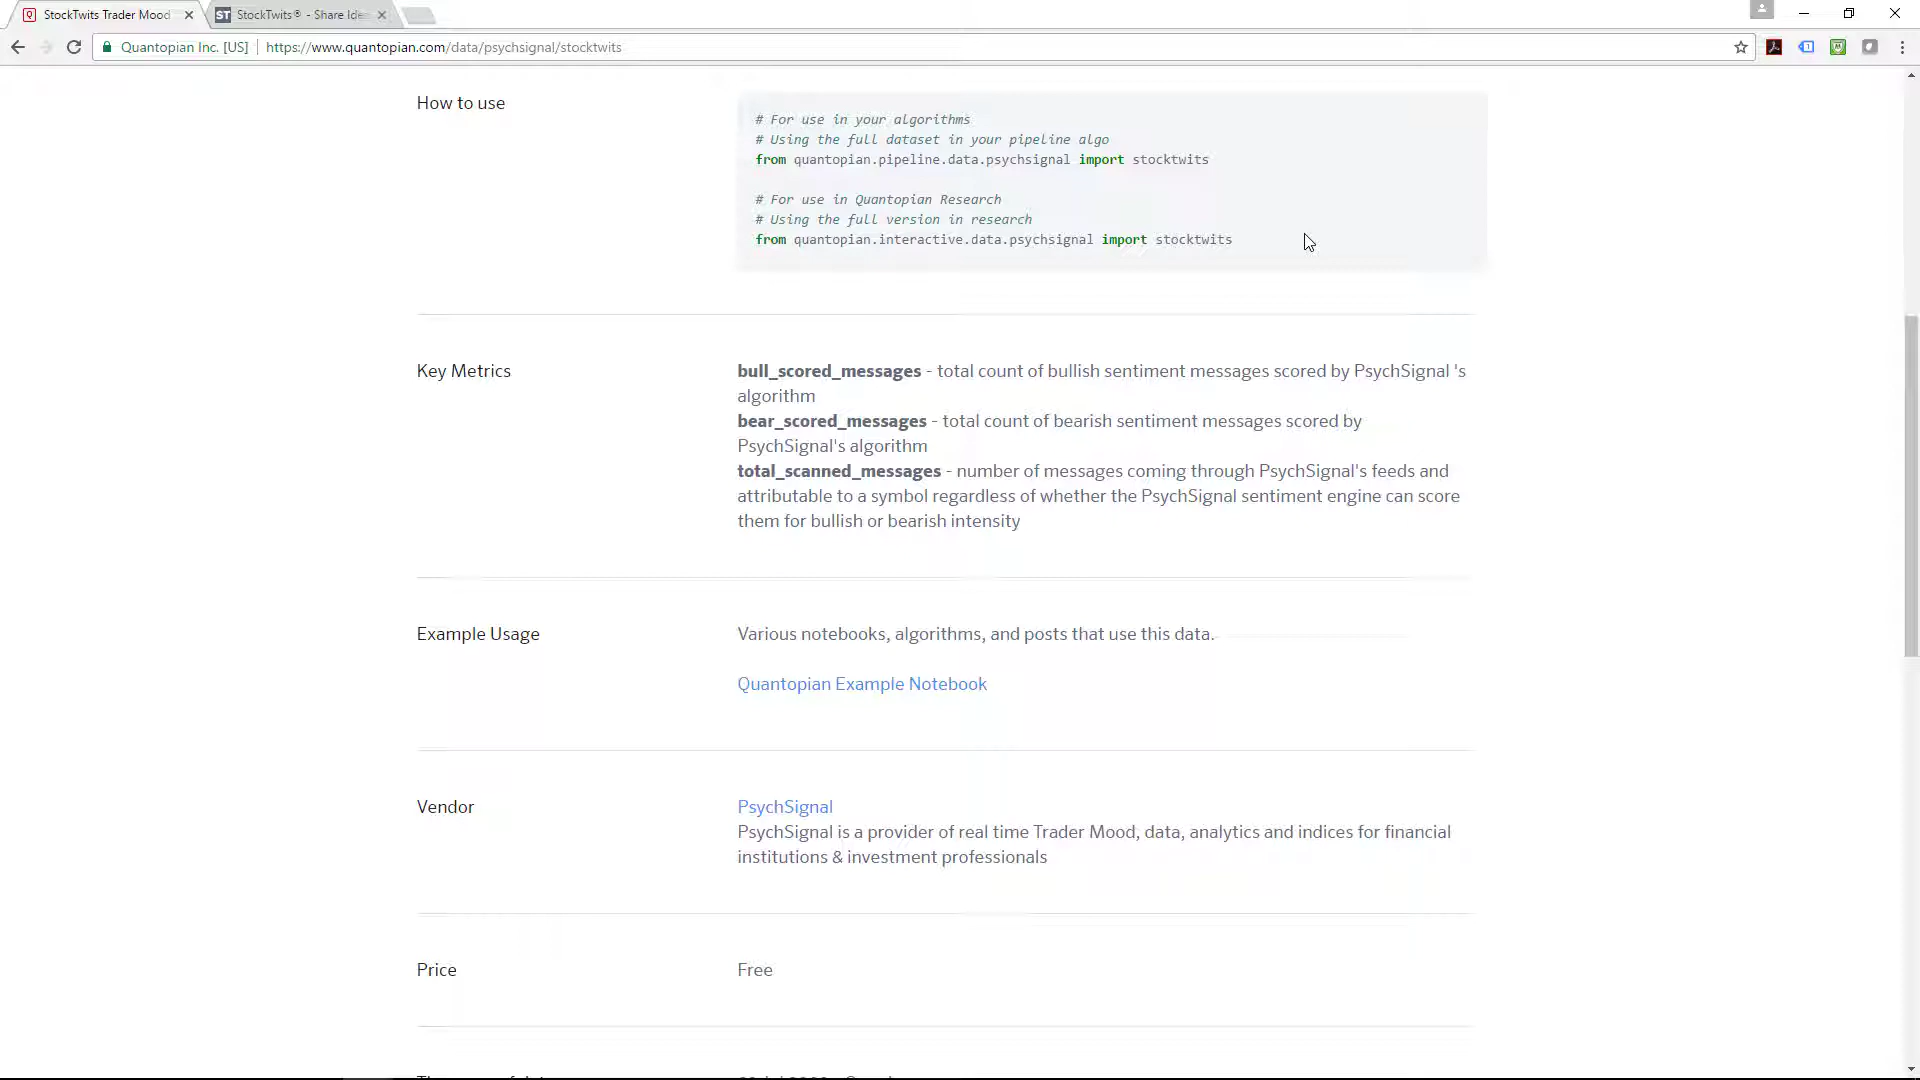 StockTwits Trader Mood
ST StockTwits® - Share Ide
Quantopian Inc. [US] https://www.quantopian.com/data/psychsignal/stocktwits
How to use
# For use in your algorithms
# Using the full dataset in your pipeline algo
from quantopian.pipeline.data.psychsignal import stocktwits
# For use in Quantopian Research
# Using the full version in research
from quantopian.interactive.data.psychsignal import stocktwits
Key Metrics
bull_scored_messages - total count of bullish sentiment messages scored by PsychSignal 's
algorithm
bear_scored_messages - total count of bearish sentiment messages scored by
PsychSignal's algorithm
total_scanned_messages - number of messages coming through PsychSignal's feeds and
attributable to a symbol regardless of whether the PsychSignal sentiment engine can score
them for bullish or bearish intensity
Example Usage
Various notebooks, algorithms, and posts that use this data.
Quantopian Example Notebook
Vendor
PsychSignal
PsychSignal is a provider of real time Trader Mood, data, analytics and indices for financial
institutions & investment professionals
Price
Free